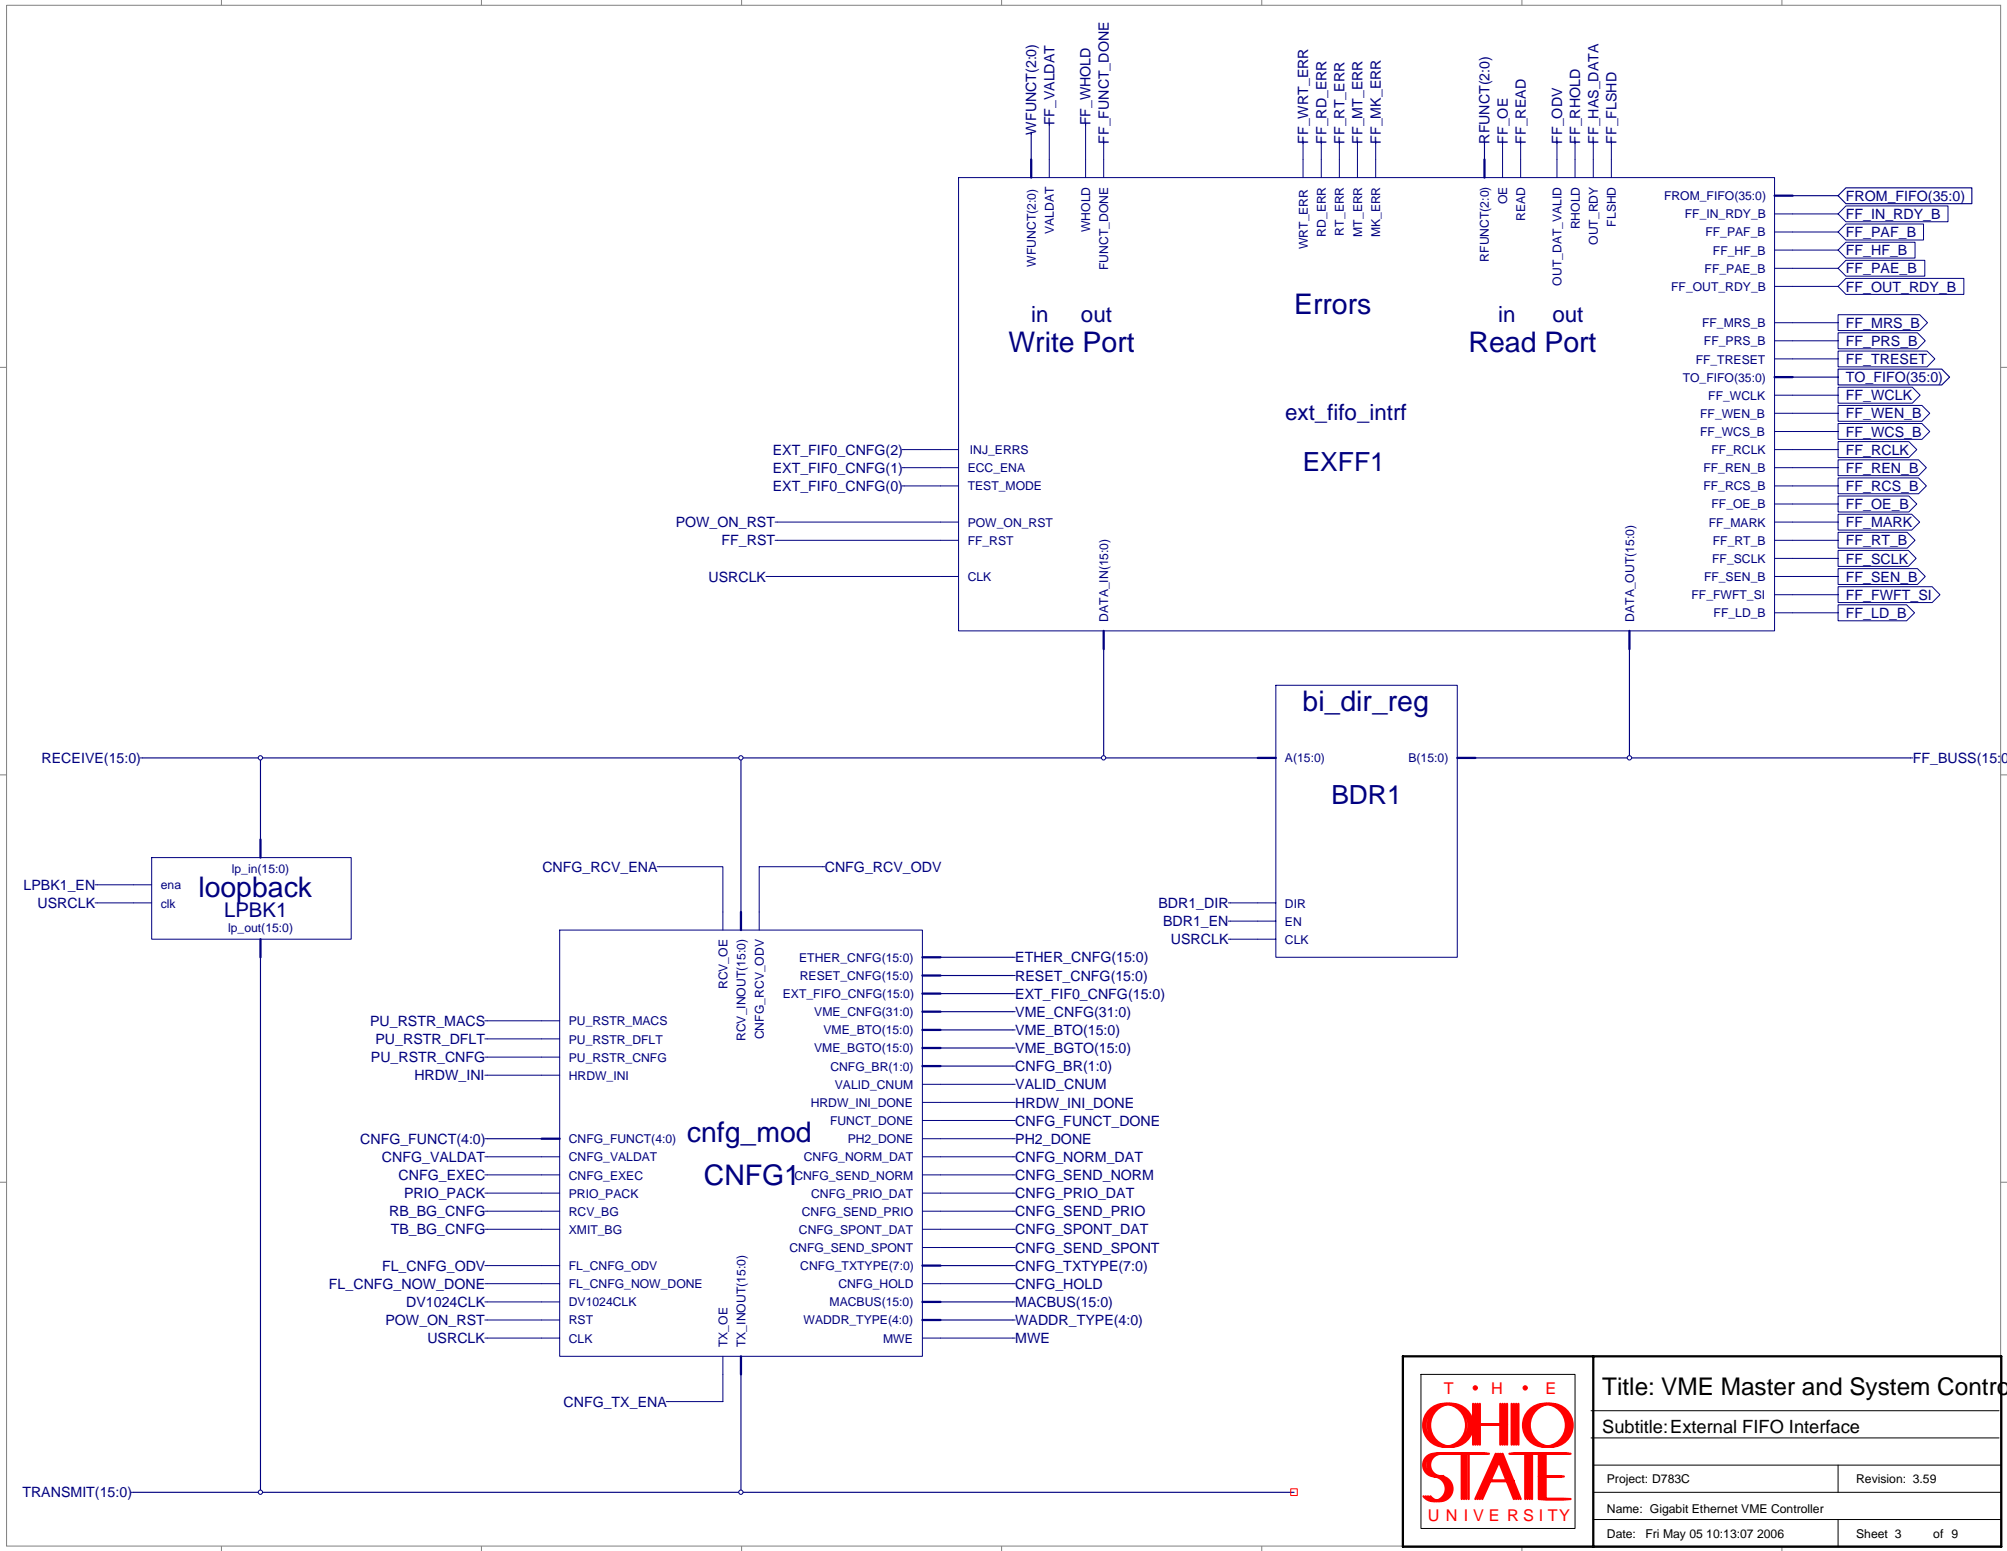 WFUNCT(2:0)
FF_VALDAT
FF_WHOLD
FF_FUNCT_DONE
FF_WRT_ERR
FF_RD_ERR
FF_RT_ERR
FF_MT_ERR
FF_MK_ERR
RFUNCT(2:0)
FF_OE
FF_READ
FF_ODV
FF_RHOLD
FF_HAS_DATA
FF_FLSHD
WFUNCT(2:0)
VALDAT
WHOLD
FUNCT_DONE
WRT_ERR
RD_ERR
RT_ERR
MT_ERR
MK_ERR
RFUNCT(2:0)
OE
READ
OUT_DAT_VALID
RHOLD
OUT_RDY
FLSHD
in out
Write Port
Errors
in out
Read Port
ext_fifo_intrf
EXFF1
FROM_FIFO(35:0) FROM_FIFO(35:0)
FF_IN_RDY_B FF_IN_RDY_B
FF_PAF_B FF_PAF_B
FF_HF_B FF_HF_B
FF_PAE_B FF_PAE_B
FF_OUT_RDY_B FF_OUT_RDY_B
FF_MRS_B FF_MRS_B
FF_PRS_B FF_PRS_B
FF_TRESET FF_TRESET
TO_FIFO(35:0) TO_FIFO(35:0)
FF_WCLK FF_WCLK
FF_WEN_B FF_WEN_B
FF_WCS_B FF_WCS_B
FF_RCLK FF_RCLK
FF_REN_B FF_REN_B
FF_RCS_B FF_RCS_B
FF_OE_B FF_OE_B
FF_MARK FF_MARK
FF_RT_B FF_RT_B
FF_SCLK FF_SCLK
FF_SEN_B FF_SEN_B
FF_FWFT_SI FF_FWFT_SI
FF_LD_B FF_LD_B
EXT_FIF0_CNFG(2) INJ_ERRS
EXT_FIF0_CNFG(1) ECC_ENA
EXT_FIF0_CNFG(0) TEST_MODE
POW_ON_RST POW_ON_RST
FF_RST FF_RST
USRCLK CLK
DATA_IN(15:0)
DATA_OUT(15:0)
bi_dir_reg
A(15:0) B(15:0)
BDR1
BDR1_DIR DIR
BDR1_EN EN
USRCLK CLK
RECEIVE(15:0)
FF_BUSS(15:0
lp_in(15:0)
LPBK1_EN ena
loopback
USRCLK clk
LPBK1
lp_out(15:0)
CNFG_RCV_ENA
CNFG_RCV_ODV
RCV_OE
RCV_INOUT(15:0)
CNFG_RCV_ODV
PU_RSTR_MACS PU_RSTR_MACS
PU_RSTR_DFLT PU_RSTR_DFLT
PU_RSTR_CNFG PU_RSTR_CNFG
HRDW_INI HRDW_INI
CNFG_FUNCT(4:0) CNFG_FUNCT(4:0)
CNFG_VALDAT CNFG_VALDAT
CNFG_EXEC CNFG_EXEC
PRIO_PACK PRIO_PACK
RB_BG_CNFG RCV_BG
TB_BG_CNFG XMIT_BG
FL_CNFG_ODV FL_CNFG_ODV
FL_CNFG_NOW_DONE FL_CNFG_NOW_DONE
DV1024CLK DV1024CLK
POW_ON_RST RST
USRCLK CLK
cnfg_mod
CNFG1
ETHER_CNFG(15:0) ETHER_CNFG(15:0)
RESET_CNFG(15:0) RESET_CNFG(15:0)
EXT_FIFO_CNFG(15:0) EXT_FIF0_CNFG(15:0)
VME_CNFG(31:0) VME_CNFG(31:0)
VME_BTO(15:0) VME_BTO(15:0)
VME_BGTO(15:0) VME_BGTO(15:0)
CNFG_BR(1:0) CNFG_BR(1:0)
VALID_CNUM VALID_CNUM
HRDW_INI_DONE HRDW_INI_DONE
FUNCT_DONE CNFG_FUNCT_DONE
PH2_DONE PH2_DONE
CNFG_NORM_DAT CNFG_NORM_DAT
CNFG_SEND_NORM CNFG_SEND_NORM
CNFG_PRIO_DAT CNFG_PRIO_DAT
CNFG_SEND_PRIO CNFG_SEND_PRIO
CNFG_SPONT_DAT CNFG_SPONT_DAT
CNFG_SEND_SPONT CNFG_SEND_SPONT
CNFG_TXTYPE(7:0) CNFG_TXTYPE(7:0)
CNFG_HOLD CNFG_HOLD
MACBUS(15:0) MACBUS(15:0)
WADDR_TYPE(4:0) WADDR_TYPE(4:0)
MWE MWE
TX_OE
TX_INOUT(15:0)
CNFG_TX_ENA
TRANSMIT(15:0)
T • H • E
OHIO
STATE
UNIVERSITY
Title: VME Master and System Contro
Subtitle: External FIFO Interface
Project: D783C Revision: 3.59
Name: Gigabit Ethernet VME Controller
Date: Fri May 05 10:13:07 2006 Sheet 3 of 9